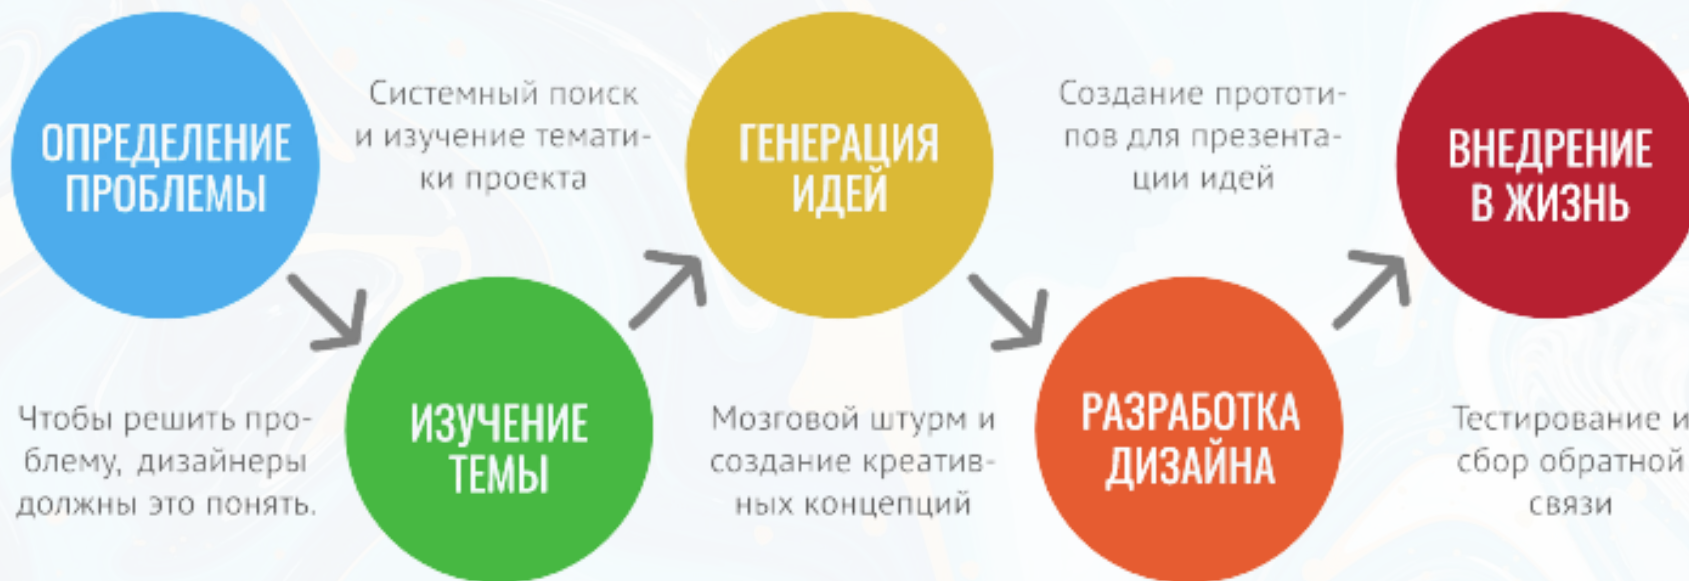 ОПРЕДЕЛЕНИЕ
ПРОБЛЕМЫ
Чтобы решить про-
блему, дизайнеры
должны это понять.
Системный поиск
и изучение темати-
ки проекта
ИЗУЧЕНИЕ
ТЕМЫ
ГЕНЕРАЦИЯ
ИДЕЙ
Мозговой штурм и
создание креатив-
ных концепций
Создание прототи-
пов для презента-
ции идей
РАЗРАБОТКА
ДИЗАЙНА
ВНЕДРЕНИЕ
В ЖИЗНЬ
Тестирование и
сбор обратной
связи